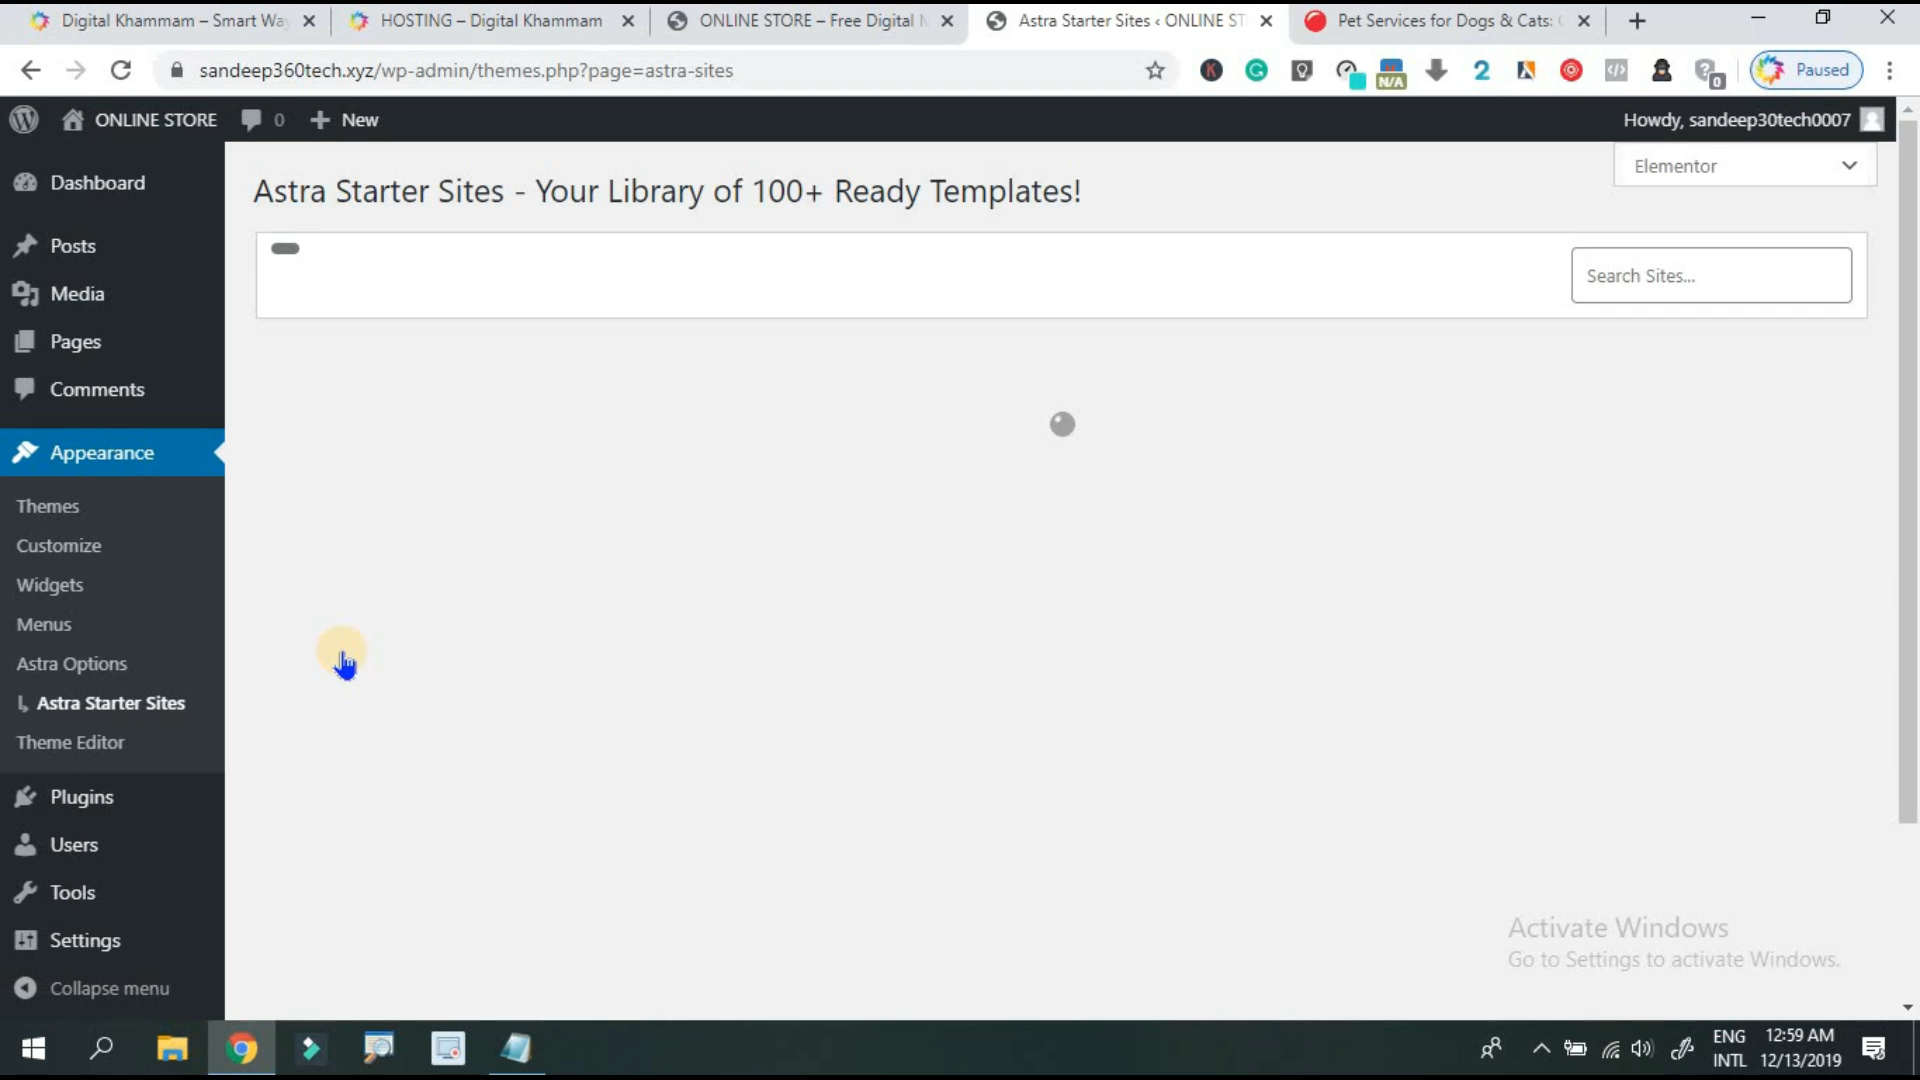 Digital Khammam – Smart Wa
HOSTING – Digital Khammam
ONLINE STORE – Free Digital
Astra Starter Sites ‹ ONLINE ST
Pet Services for Dogs & Cats:
sandeep360tech.xyz/wp-admin/themes.php?page=astra-sites
N/A
2
0
Paused
ONLINE STORE
0
New
Howdy, sandeep30tech0007
Elementor
Astra Starter Sites - Your Library of 100+ Ready Templates!
Search Sites...
Dashboard
Posts
Media
Pages
Comments
Appearance
Themes
Customize
Widgets
Menus
Astra Options
Astra Starter Sites
Theme Editor
Plugins
Users
Tools
Settings
Collapse menu
Activate Windows
Go to Settings to activate Windows.
ENG
INTL
12:59 AM
12/13/2019